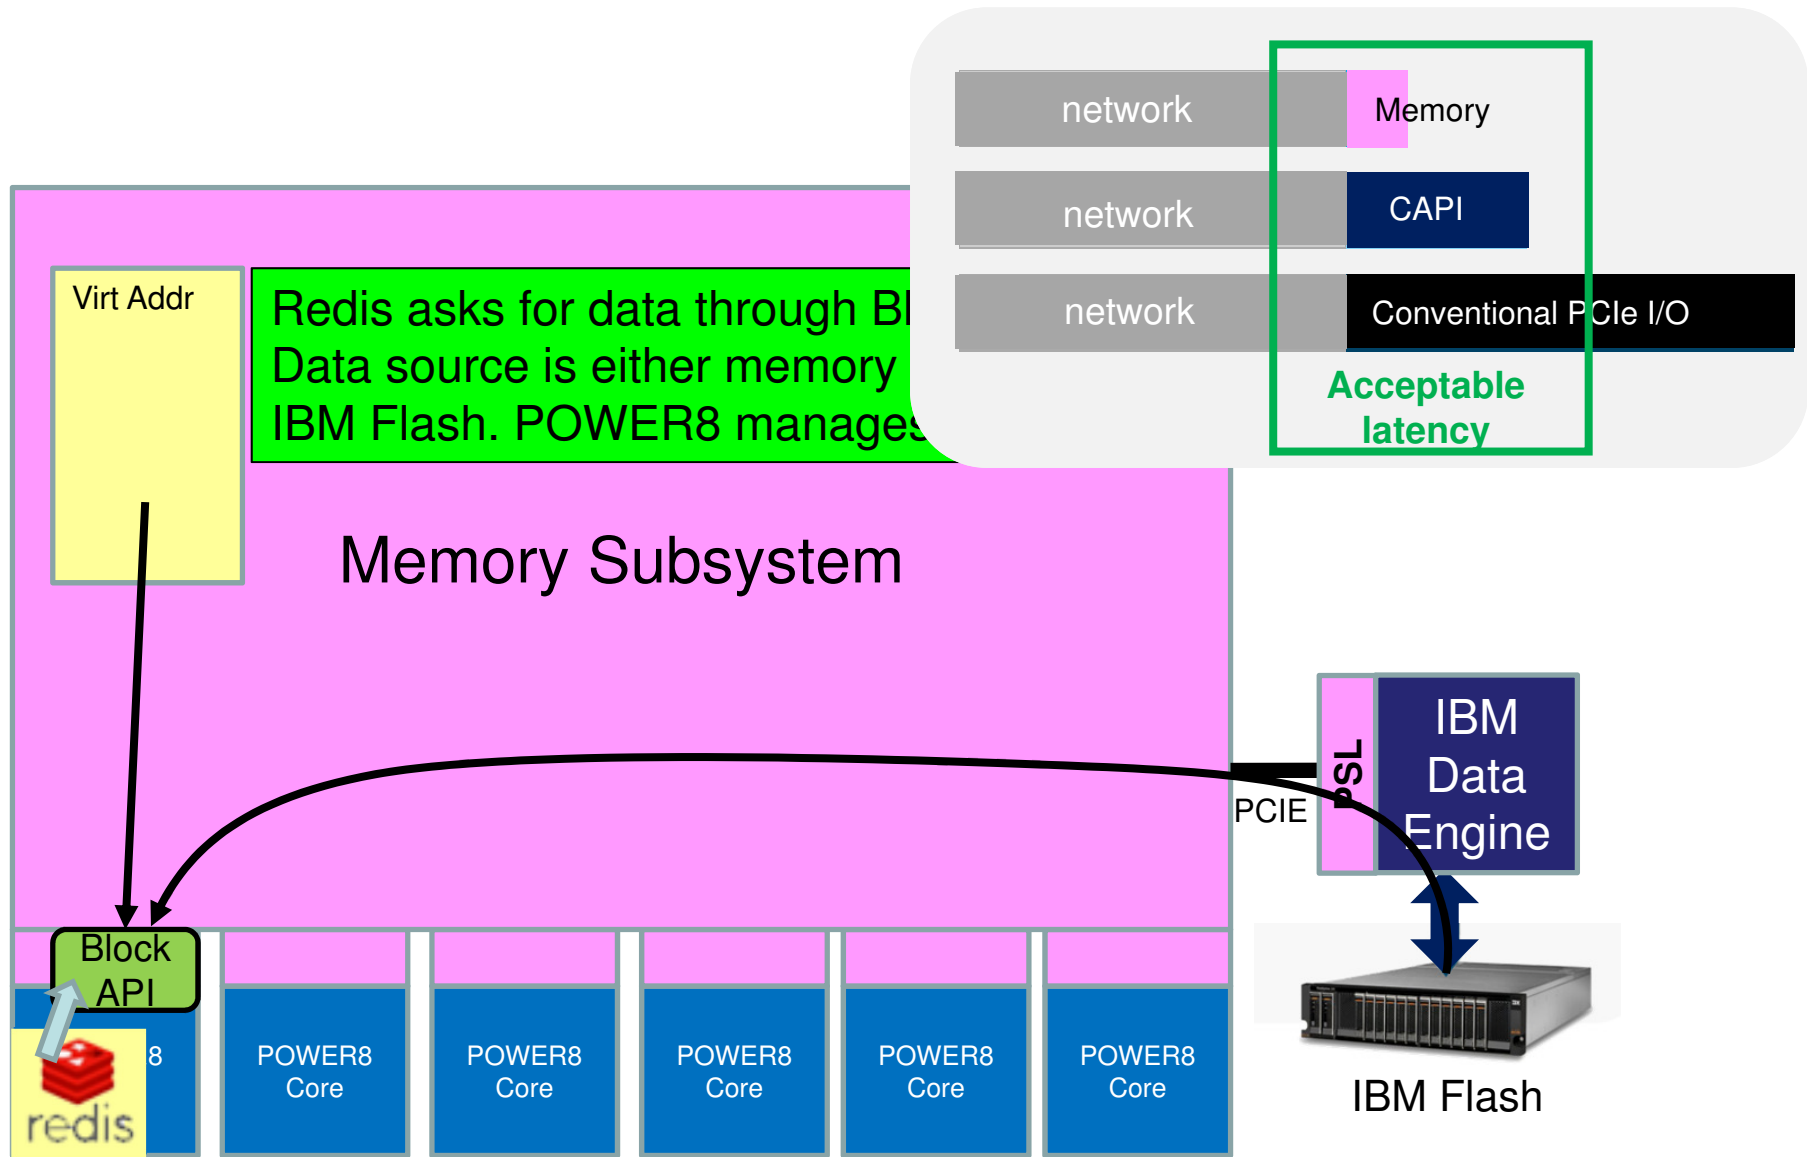 network
Memory
network
CAPI
network
Conventional PCIe I/O
Acceptable
latency
Virt Addr
Redis asks for data through
Data source is either memory
IBM Flash. POWER8 manages
Memory Subsystem
PSL
IBM
Data
Engine
PCIE
Block
API
8
POWER8
Core
POWER8
Core
POWER8
Core
POWER8
Core
POWER8
Core
redis
IBM Flash